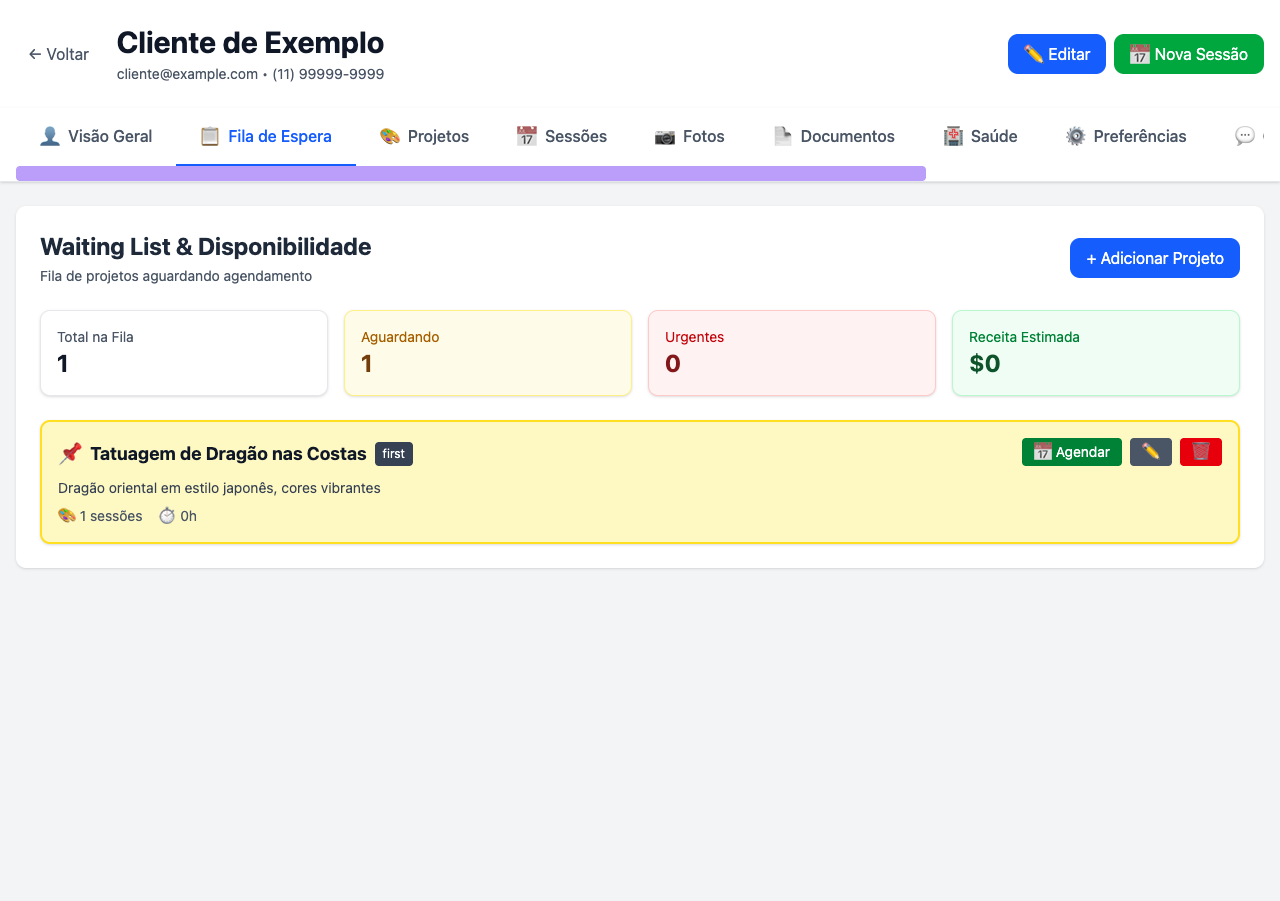 ← Voltar
Cliente de Exemplo
cliente@example.com • (11) 99999-9999
Editar
Nova Sessão
Visão Geral
Fila de Espera
Projetos
Sessões
Fotos
Documentos
Saúde
Preferências
Waiting List & Disponibilidade
Fila de projetos aguardando agendamento
+ Adicionar Projeto
Total na Fila
1
Aguardando
1
Urgentes
0
Receita Estimada
$0
Tatuagem de Dragão nas Costas
first
Agendar
Dragão oriental em estilo japonês, cores vibrantes
1 sessões
0h